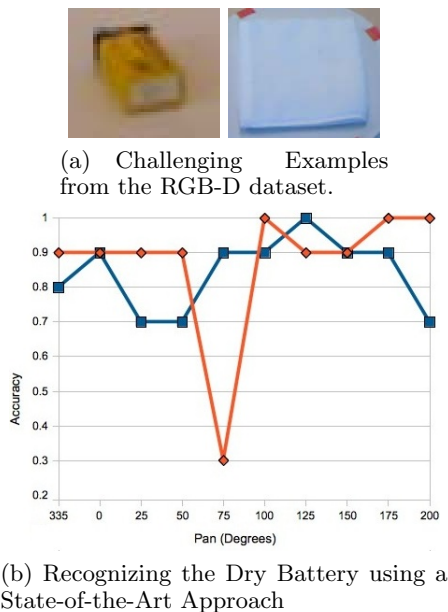 (a) Challenging Examples
from the RGB-D dataset.
1
0.9
0.8
0.7
0.6
0.5
0.4
0.3
0.2
Accuracy
335 0 25 50 75 100 125 150 175 200
Pan (Degrees)
(b) Recognizing the Dry Battery using a
State-of-the-Art Approach